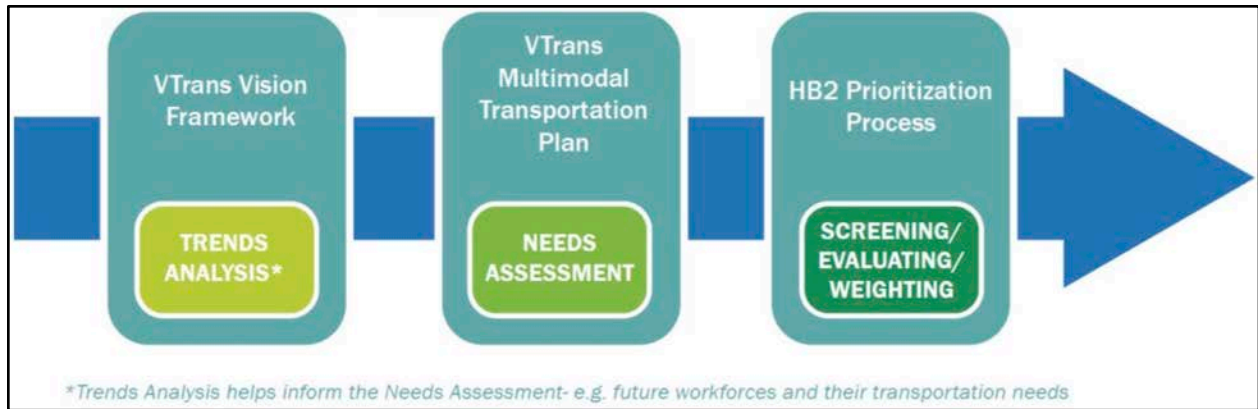 VTrans Vision
Framework
TRENDS
ANALYSIS*
VTrans
Multimodal
Transportation
Plan
NEEDS
ASSESSMENT
HB2 Prioritization
Process
SCREENING/
EVALUATING/
WEIGHTING
*Trends Analysis helps inform the Needs Assessment- e.g. future workforces and their transportation needs